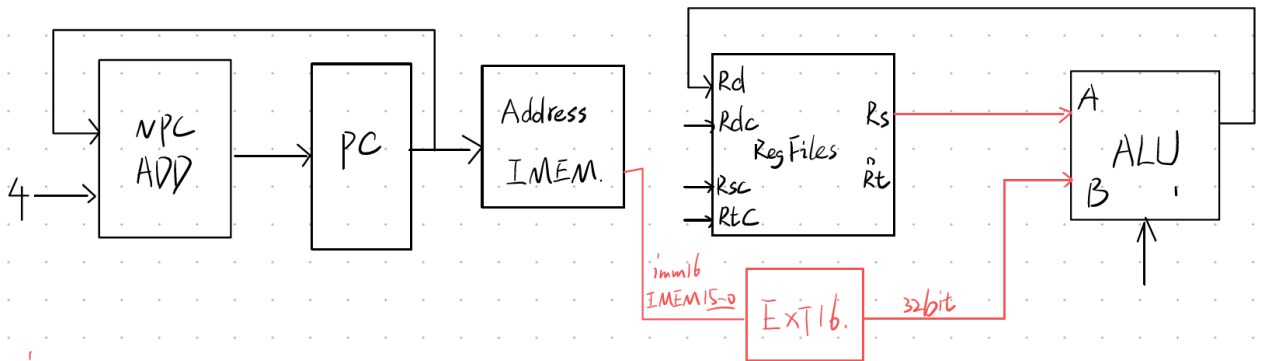 4
NPC
ADD
PC
Address
IMEM.
Rd
Rdc
Rsc
Rtc
RegFiles
Rs
Rt
imm16
IMEM15-0
EXT16.
32bit
A
B
ALU